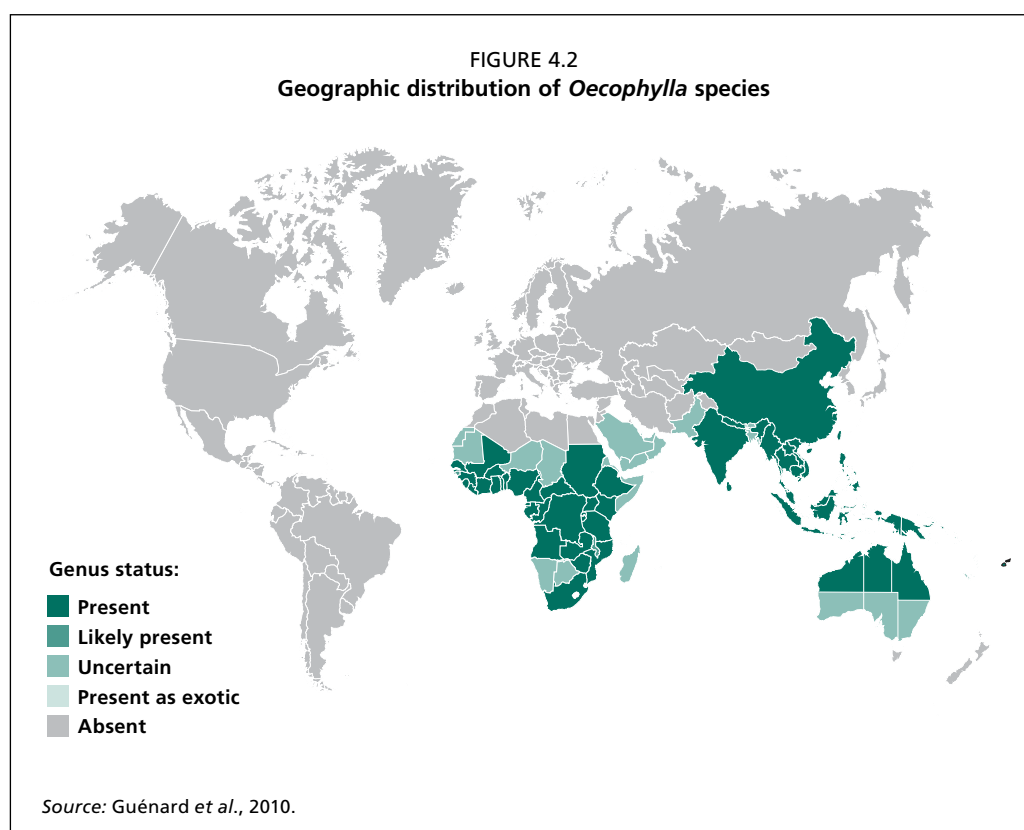 FIGURE 4.2
Geographic distribution of Oecophylla species
Genus status:
Present
Likely present
Uncertain
Present as exotic
Absent
Source: Guénard et al., 2010.